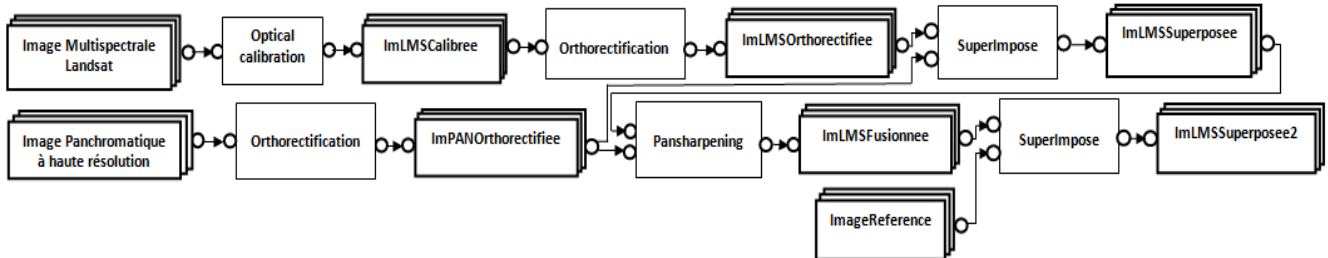 Image Multispectrale
Landsat
Optical
calibration
ImLMSCalibree
Orthorectification
ImLMSOrthorectifiee
SuperImpose
ImLMSSuperposee
Image Panchromatique
à haute résolution
Orthorectification
ImPANOrthorectifiee
Pansharpening
ImLMSFusionnee
SuperImpose
ImLMSSuperposee2
ImageReference